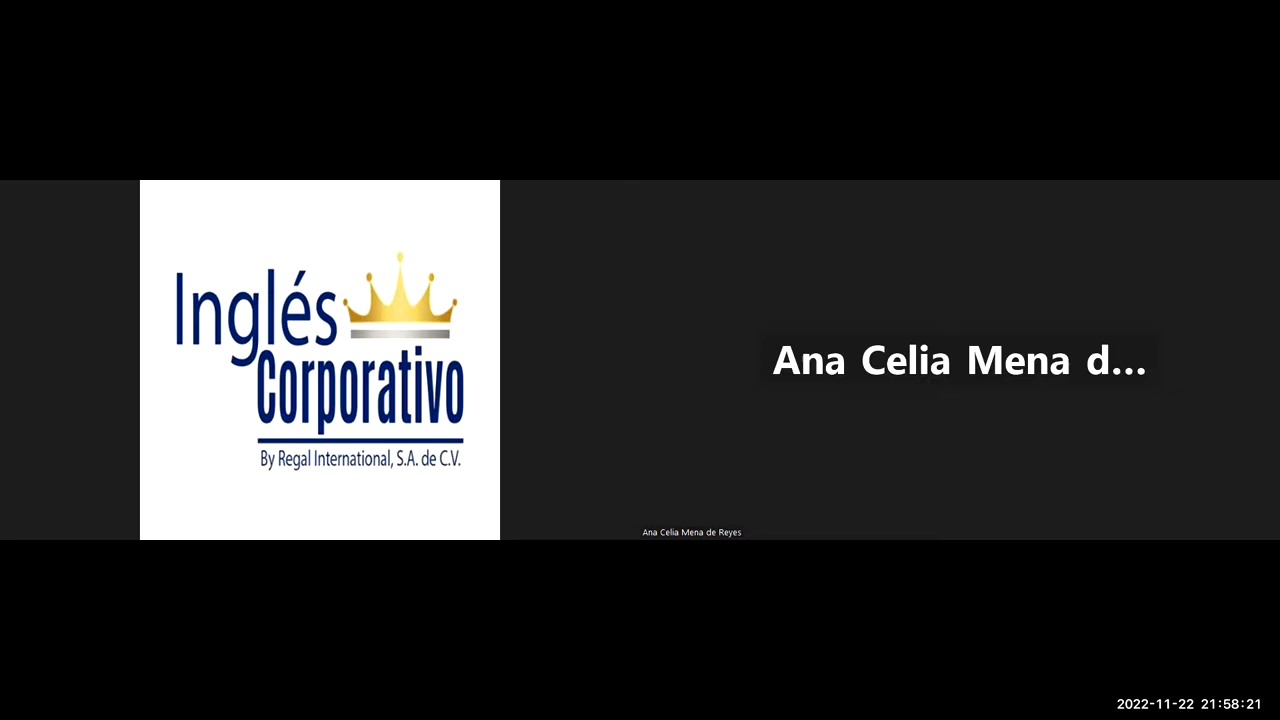 Inglés
Corporativo
By Regal International, S.A. de C.V.
Ana Celia Mena d...
Ana Celia Mena de Reyes
2022-11-22 21:58:21